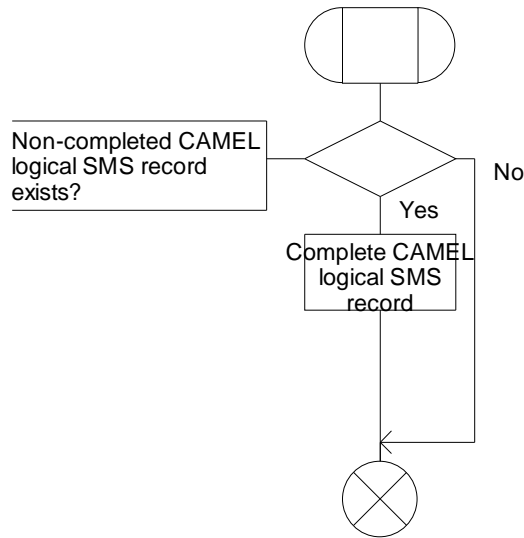 Non-completed CAMEL
logical SMS record
exists?
No
Yes
Complete CAMEL
logical SMS
record